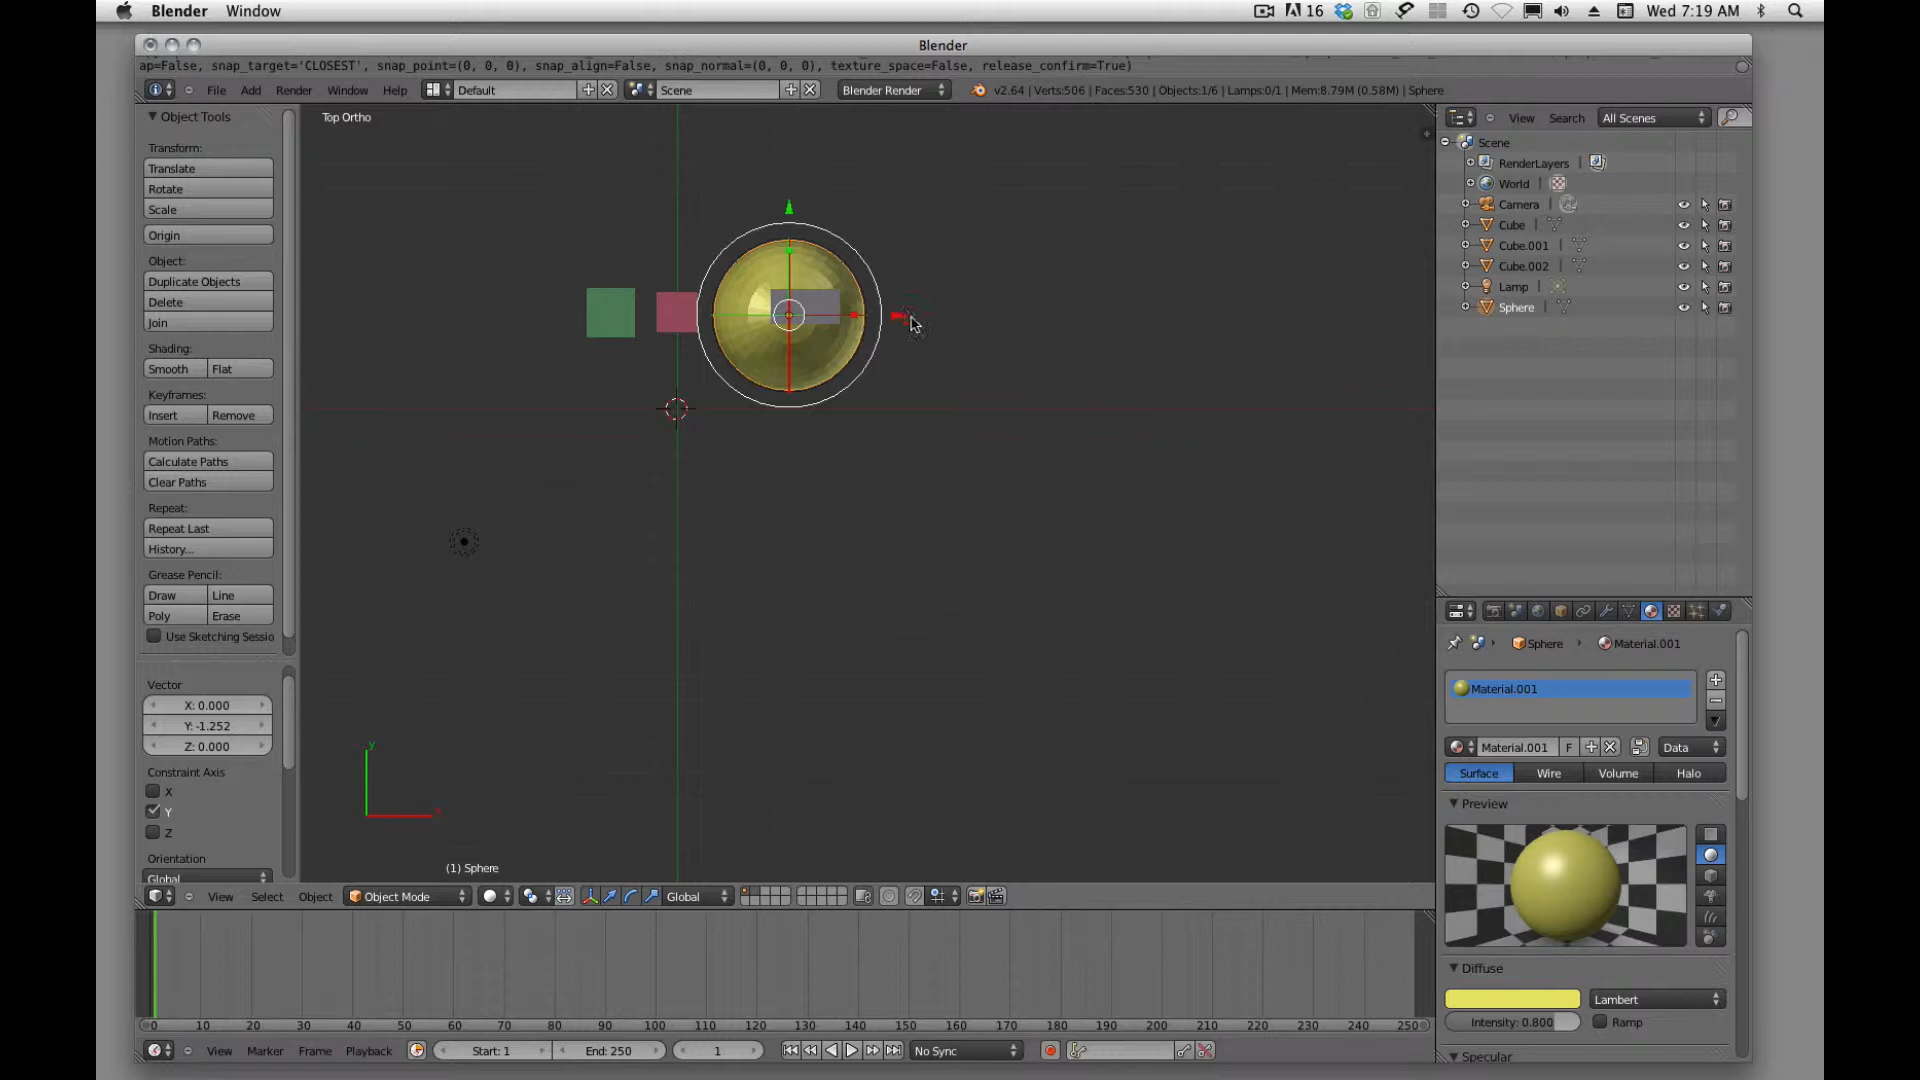 Blender Window 16 Wed 7:19 AM
Blender
ap=False, snap_target='CLOSEST', snap_point=(0, 0, 0), snap_align=False, snap_normal=(0, 0, 0), texture_space=False, release_confirm=True)
File Add Render Window Help Default Scene Blender Render v2.64 | Verts:506 | Faces:530 | Objects:1/6 | Lamps:0/1 | Mem:8.79M (0.58M) | Sphere
Object Tools
Top Ortho
View Search All Scenes
Transform:
Translate
Rotate
Scale
Origin
Object:
Duplicate Objects
Delete
Join
Shading:
Smooth Flat
Keyframes:
Insert Remove
Motion Paths:
Calculate Paths
Clear Paths
Repeat:
Repeat Last
History...
Grease Pencil:
Draw Line
Poly Erase
Use Sketching Sessio
Vector
X: 0.000
Y: -1.252
Z: 0.000
Constraint Axis
X
Y
Z
Orientation
Global
y
x
(1) Sphere
Scene
RenderLayers
World
Camera
Cube
Cube.001
Cube.002
Lamp
Sphere
Sphere Material.001
Material.001
Material.001 F Data
Surface Wire Volume Halo
Preview
Diffuse
Lambert
Intensity: 0.800 Ramp
Specular
View Select Object Object Mode Global
0 10 20 30 40 50 60 70 80 90 100 110 120 130 140 150 160 170 180 190 200 210 220 230 240 250
View Marker Frame Playback Start: 1 End: 250 1 No Sync